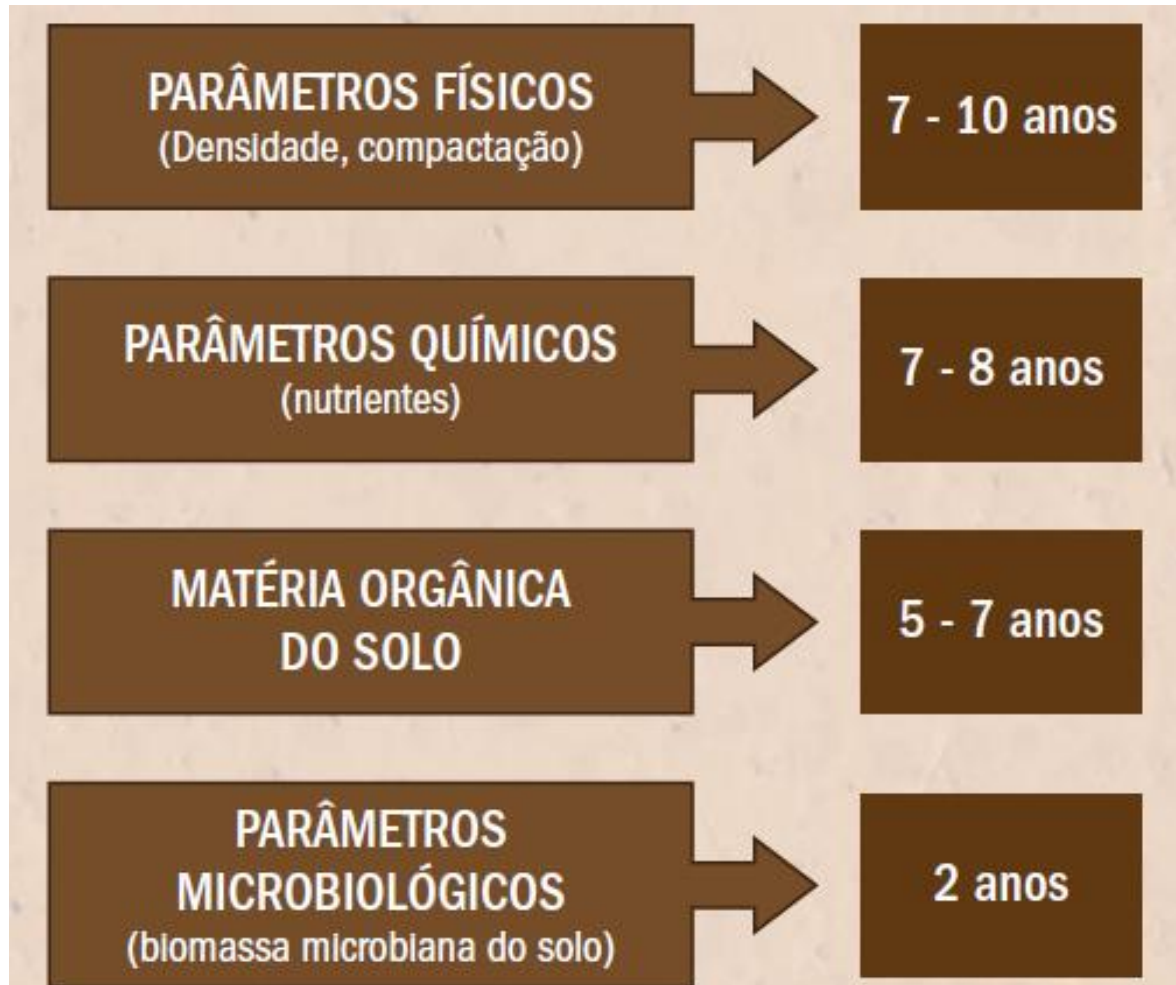 PARÂMETROS FÍSICOS
(Densidade, compactação)
7 - 10 anos
PARÂMETROS QUÍMICOS
(nutrientes)
7 - 8 anos
MATÉRIA ORGÂNICA
DO SOLO
5 - 7 anos
PARÂMETROS
MICROBIOLÓGICOS
(biomassa microbiana do solo)
2 anos